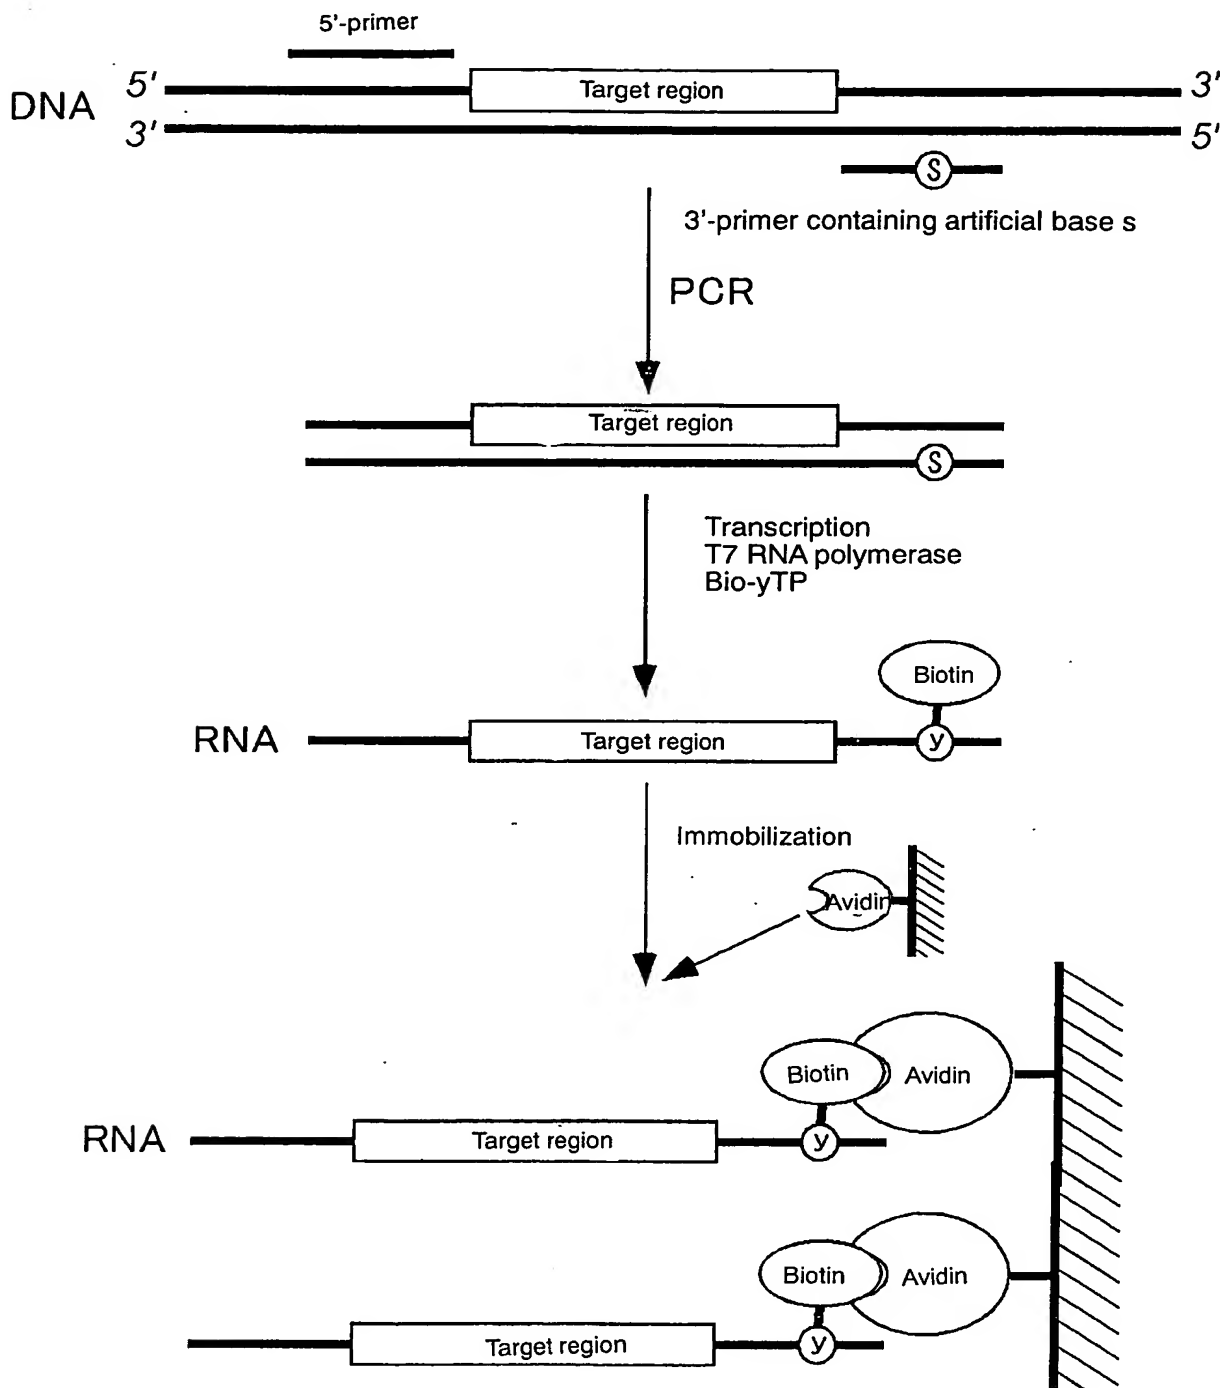 5'-primer
DNA
5'
Target region
3'
3'
5'
S
3'-primer containing artificial base s
PCR
Target region
S
Transcription
T7 RNA polymerase
Bio-yTP
Biotin
RNA
Target region
y
Immobilization
Avidin
Biotin
Avidin
RNA
Target region
y
Biotin
Avidin
Target region
y